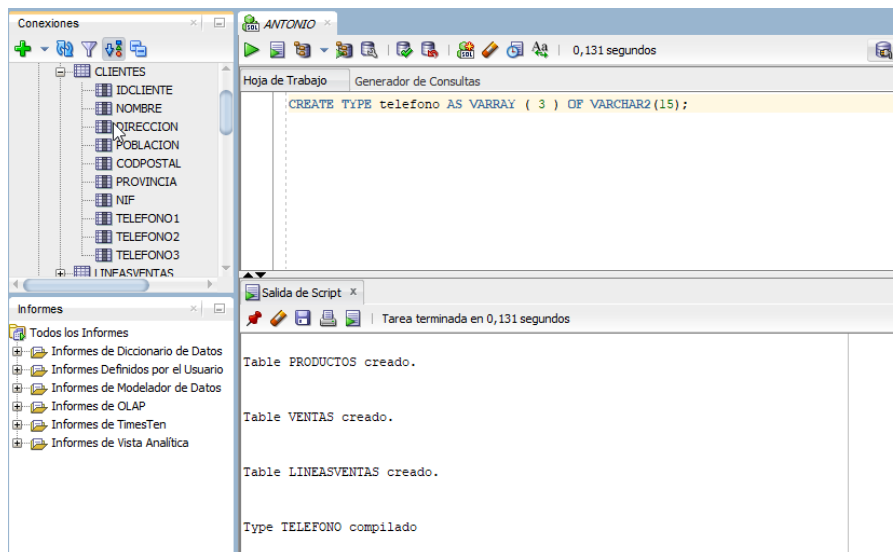 Conexiones
CLIENTES
IDCLIENTE
NOMBRE
DIRECCION
POBLACION
CODPOSTAL
PROVINCIA
NIF
TELEFONO1
TELEFONO2
TELEFONO3
LINEASVENTAS
Informes
Todos los Informes
Informes de Diccionario de Datos
Informes Definidos por el Usuario
Informes de Modelador de Datos
Informes de OLAP
Informes de TimesTen
Informes de Vista Analítica
SQL ANTONIO
0,131 segundos
Hoja de Trabajo Generador de Consultas
CREATE TYPE telefono AS VARRAY ( 3 ) OF VARCHAR2(15);
Salida de Script
Tarea terminada en 0,131 segundos
Table PRODUCTOS creado.
Table VENTAS creado.
Table LINEASVENTAS creado.
Type TELEFONO compilado